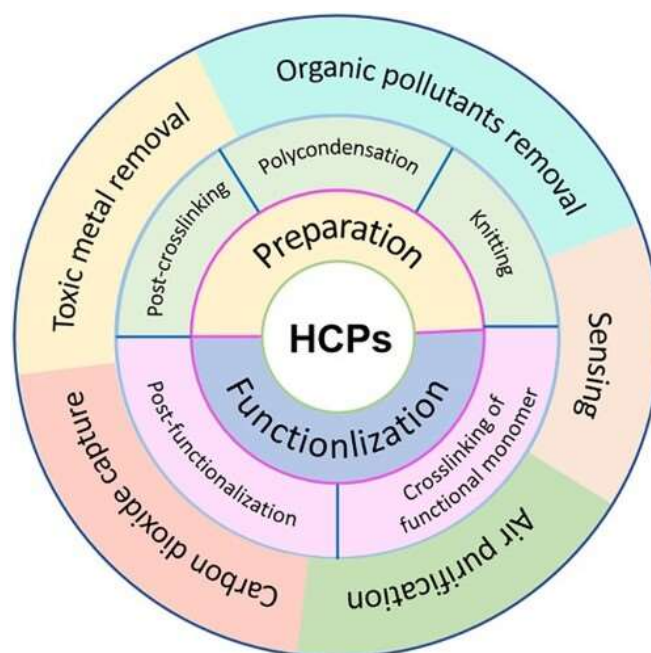 HCPs
Preparation
Functionlization
Post-crosslinking
Polycondensation
Knitting
Crosslinking of
functional monomer
Post-functionalization
Toxic metal removal
Organic pollutants removal
Sensing
Air purification
Carbon dioxide capture